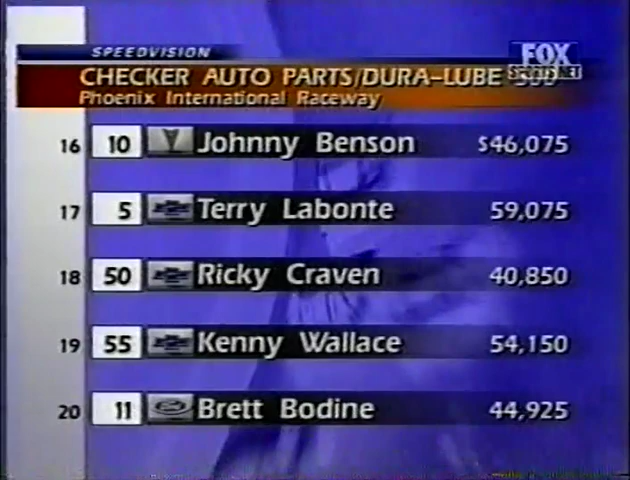 SPEEDVISION
FOX
SPORTS NET
CHECKER AUTO PARTS/DURA-LUBE 500
Phoenix International Raceway
16 10 Johnny Benson $46,075
17 5 Terry Labonte 59,075
18 50 Ricky Craven 40,850
19 55 Kenny Wallace 54,150
20 11 Brett Bodine 44,925